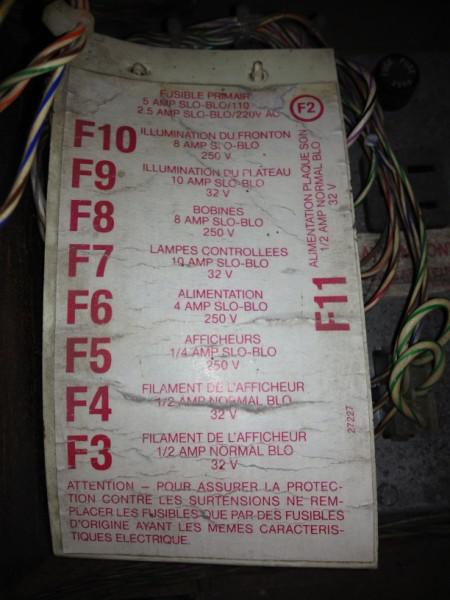 FUSIBLE PRIMAIR
5 AMP SLO-BLO/110
2.5 AMP SLO-BLO/220V AC
F2
F10
ILLUMINATION DU FRONTON
8 AMP SLO-BLO
250 V
F9
ILLUMINATION DU PLATEAU
10 AMP SLO-BLO
32 V
F8
BOBINES
8 AMP SLO-BLO
250 V
F7
LAMPES CONTROLLEES
10 AMP SLO-BLO
32 V
F6
ALIMENTATION
4 AMP SLO-BLO
250 V
F5
AFFICHEURS
1/4 AMP SLO-BLO
250 V
F4
FILAMENT DE L'AFFICHEUR
1/2 AMP NORMAL BLO
32 V
F3
FILAMENT DE L'AFFICHEUR
1/2 AMP NORMAL BLO
32 V
F11
ALIMENTATION PLAQUE SON
1/2 AMP NORMAL BLO
32 V
27227
ATTENTION – POUR ASSURER LA PROTEC-
TION CONTRE LES SURTENSIONS NE REM-
PLACER LES FUSIBLES QUE PAR DES FUSIBLES
D'ORIGINE AYANT LES MEMES CARACTERIS-
TIQUES ELECTRIQUE.